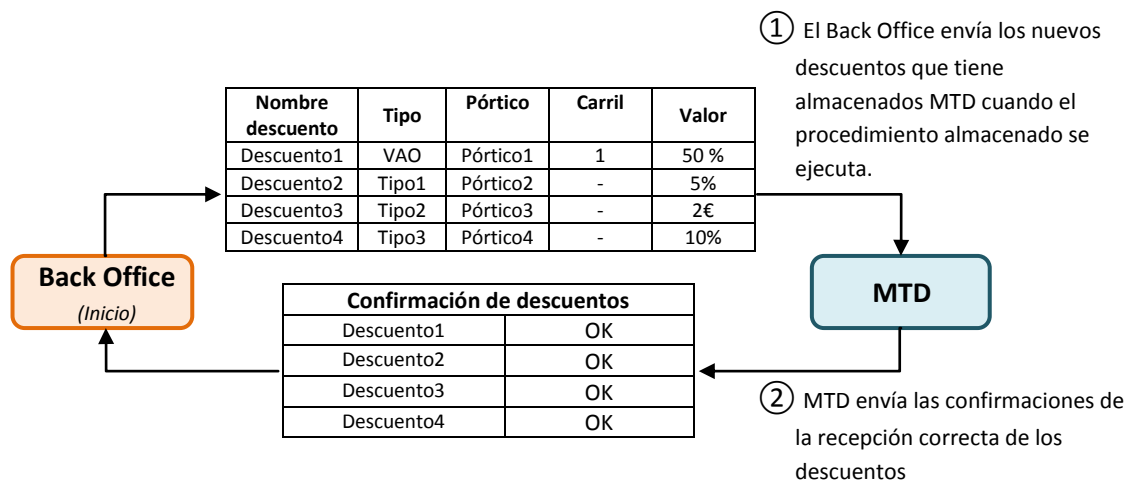 ① El Back Office envía los nuevos
descuentos que tiene
almacenados MTD cuando el
procedimiento almacenado se
ejecuta.
Nombre descuento Tipo Pórtico Carril Valor
Descuento1 VAO Pórtico1 1 50 %
Descuento2 Tipo1 Pórtico2 - 5%
Descuento3 Tipo2 Pórtico3 - 2€
Descuento4 Tipo3 Pórtico4 - 10%
Back Office
(Inicio)
MTD
Confirmación de descuentos
Descuento1 OK
Descuento2 OK
Descuento3 OK
Descuento4 OK
② MTD envía las confirmaciones de
la recepción correcta de los
descuentos